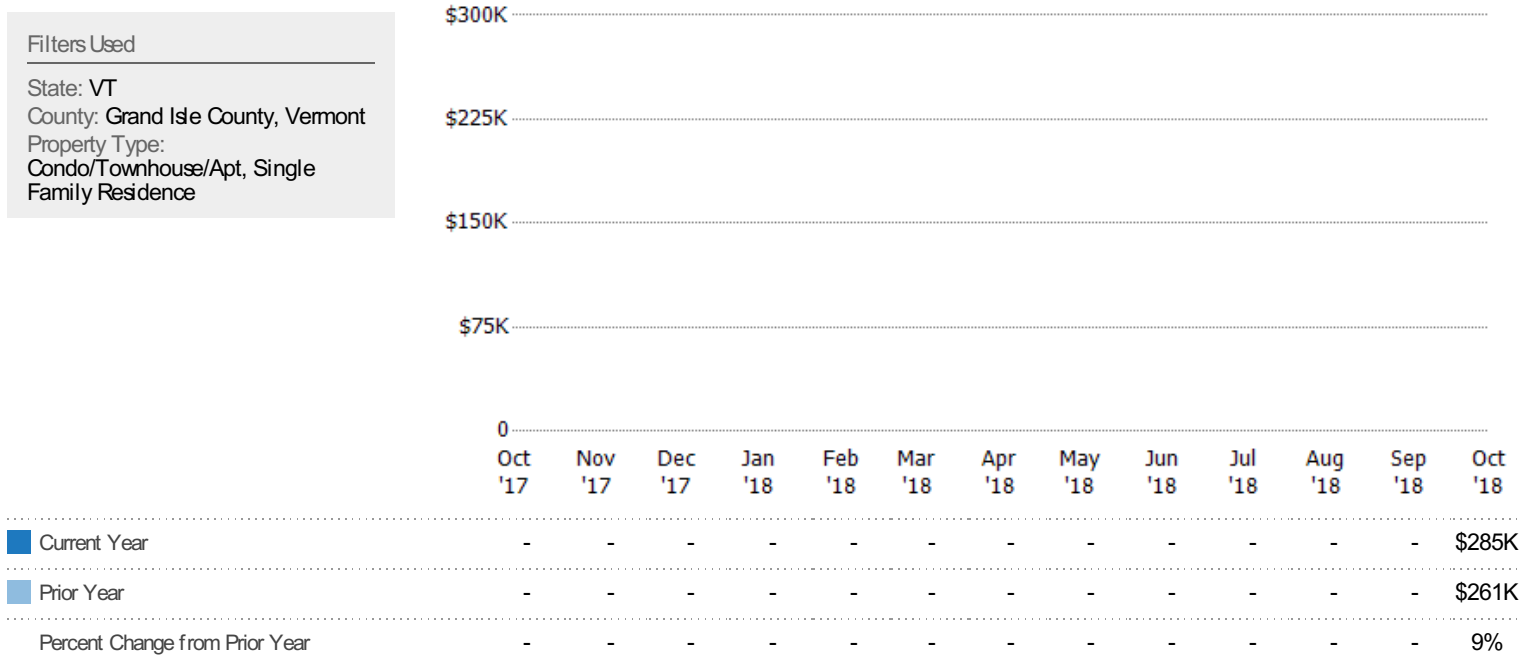 Filters Used
State: VT
County: Grand Isle County, Vermont
Property Type:
Condo/Townhouse/Apt, Single
Family Residence
$300K
$225K
$150K
$75K
0
Oct Nov Dec Jan Feb Mar Apr May Jun Jul Aug Sep Oct
'17 '17 '17 '18 '18 '18 '18 '18 '18 '18 '18 '18 '18
Current Year - - - - - - - - - - - - $285K
Prior Year - - - - - - - - - - - - $261K
Percent Change from Prior Year - - - - - - - - - - - - 9%